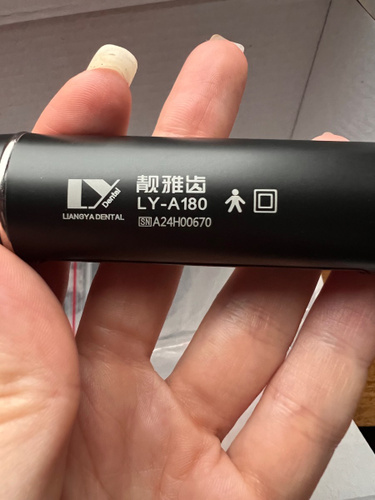 LY Dental
LIANGYA DENTAL
靓雅齿
LY-A180
SN A24H00670